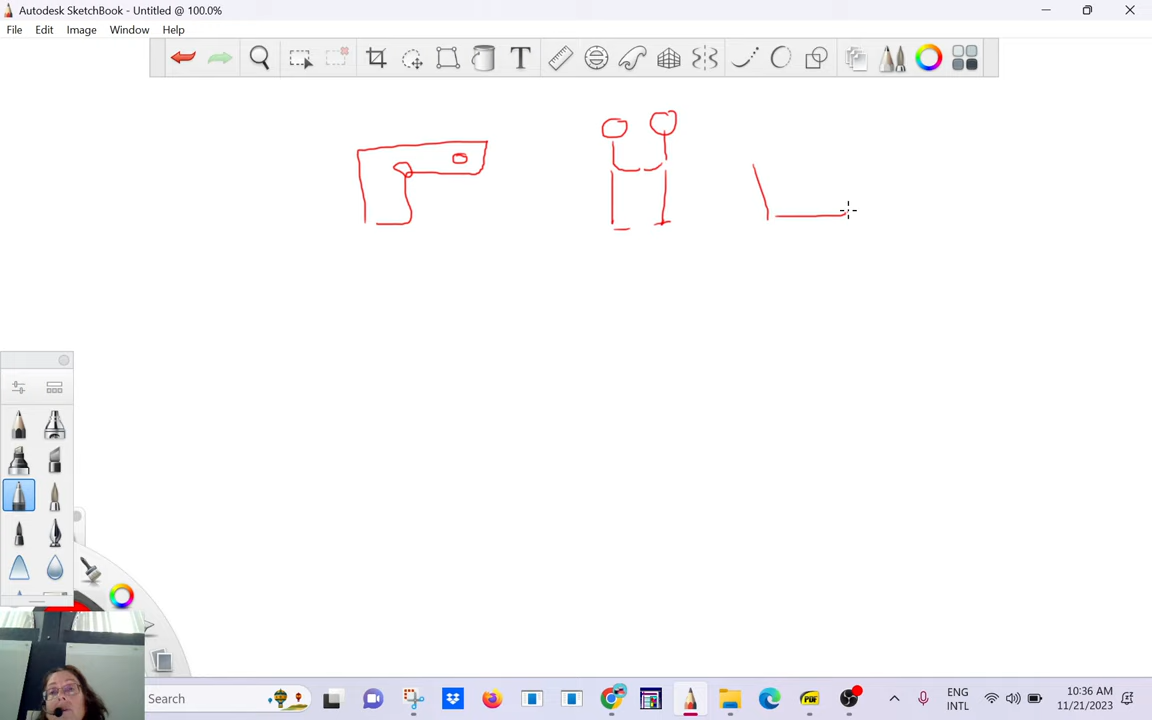 Autodesk SketchBook - Untitled @ 100.0%
File Edit Image Window Help
T
Search
PDF
ENG
INTL
10:36 AM
11/21/2023